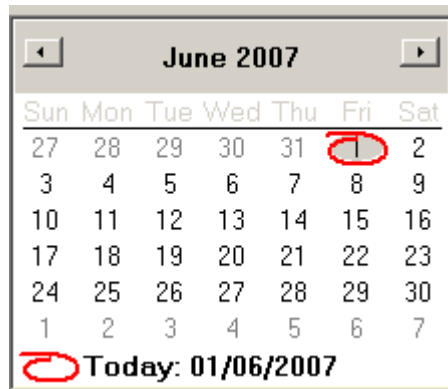 June 2007
Sun Mon Tue Wed Thu Fri Sat
27 28 29 30 31 1 2
3 4 5 6 7 8 9
10 11 12 13 14 15 16
17 18 19 20 21 22 23
24 25 26 27 28 29 30
1 2 3 4 5 6 7
Today: 01/06/2007